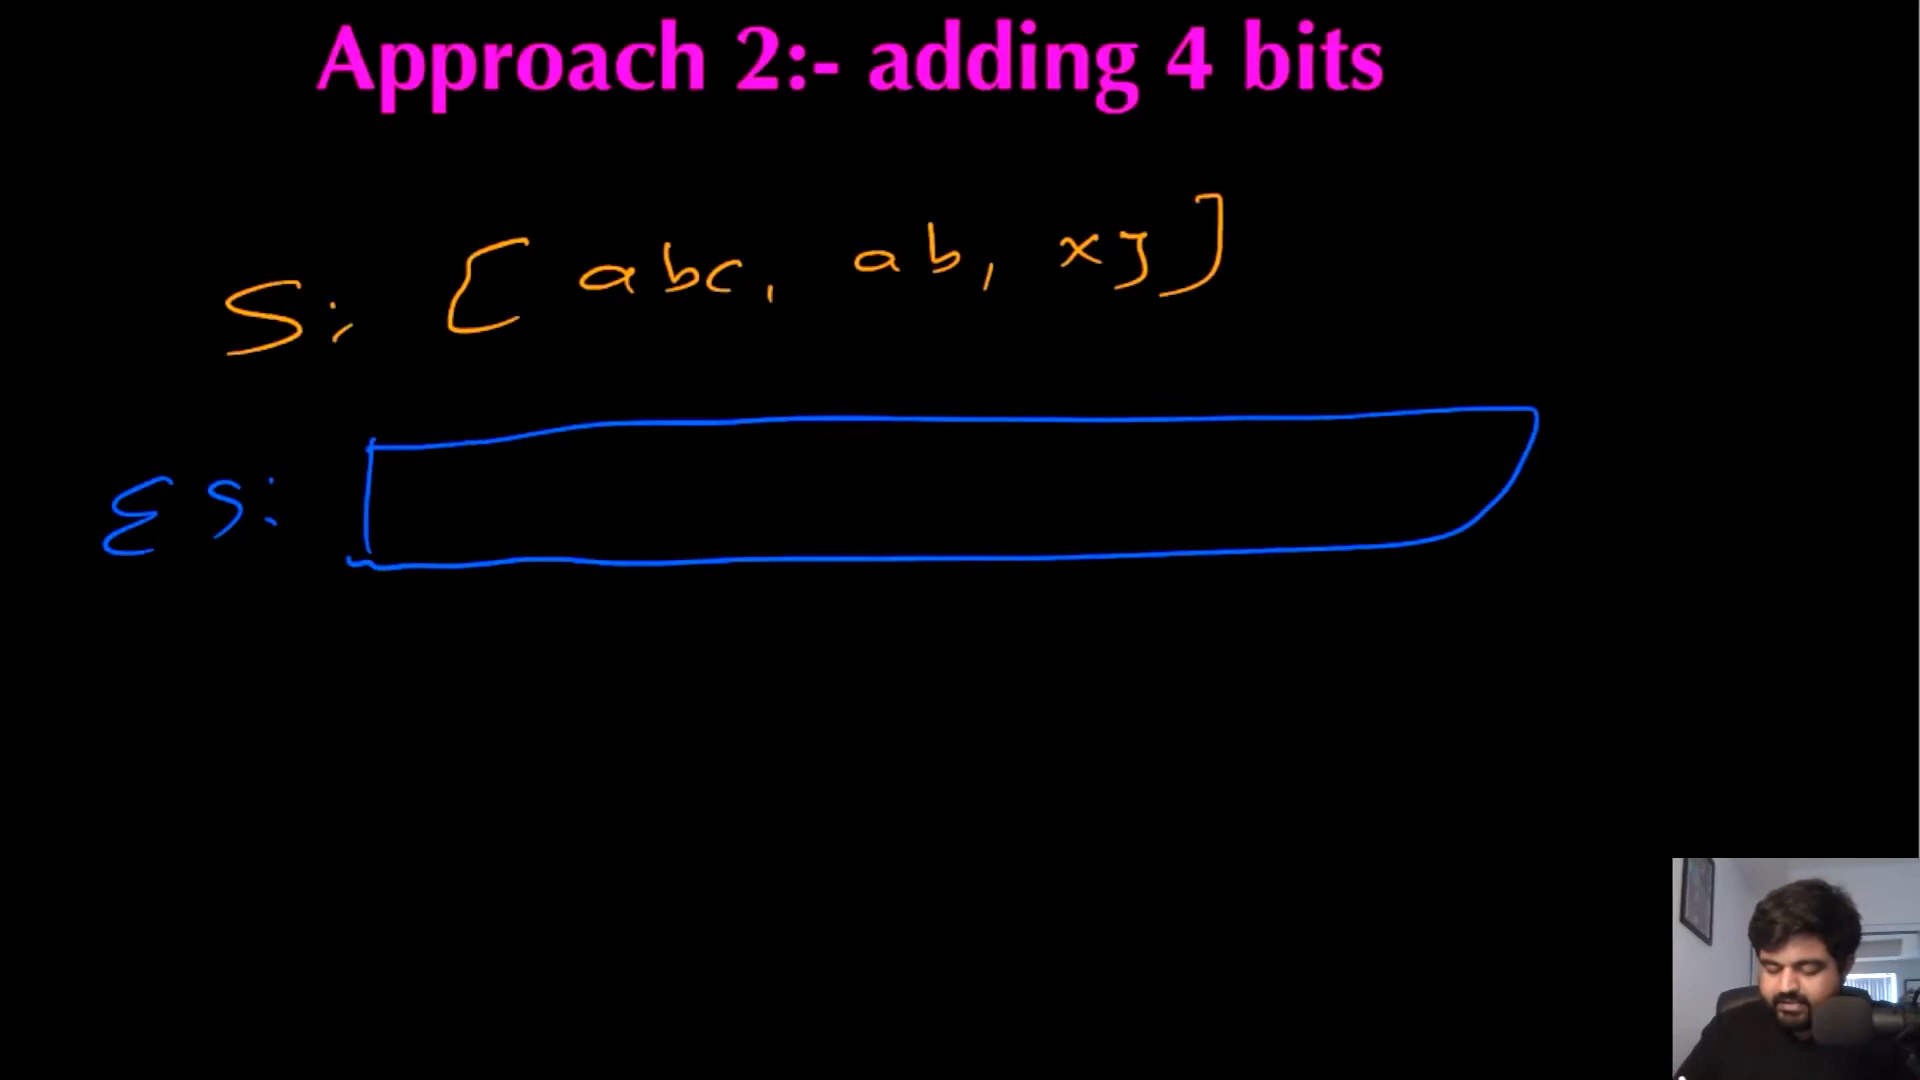 Approach 2:- adding 4 bits
S: [ abc, ab, xy ]
ES: